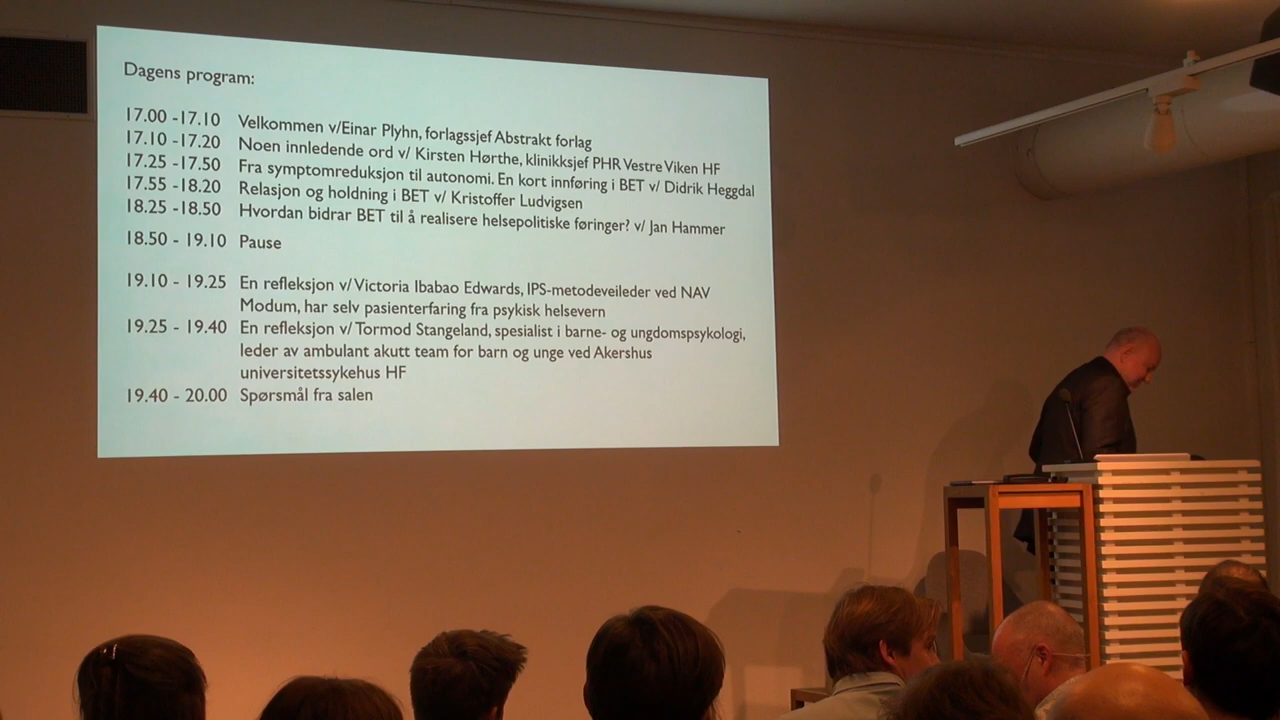 Dagens program:
17.00 -17.10 Velkommen v/Einar Plyhn, forlagssjef Abstrakt forlag
17.10 -17.20 Noen innledende ord v/ Kirsten Hørthe, klinikksjef PHR Vestre Viken HF
17.25 -17.50 Fra symptomreduksjon til autonomi. En kort innføring i BET v/ Didrik Heggdal
17.55 -18.20 Relasjon og holdning i BET v/ Kristoffer Ludvigsen
18.25 -18.50 Hvordan bidrar BET til å realisere helsepolitiske føringer? v/ Jan Hammer
18.50 - 19.10 Pause
19.10 - 19.25 En refleksjon v/ Victoria Ibabao Edwards, IPS-metodeveileder ved NAV
Modum, har selv pasienterfaring fra psykisk helsevern
19.25 - 19.40 En refleksjon v/ Tormod Stangeland, spesialist i barne- og ungdomspsykologi,
leder av ambulant akutt team for barn og unge ved Akershus
universitetssykehus HF
19.40 - 20.00 Spørsmål fra salen